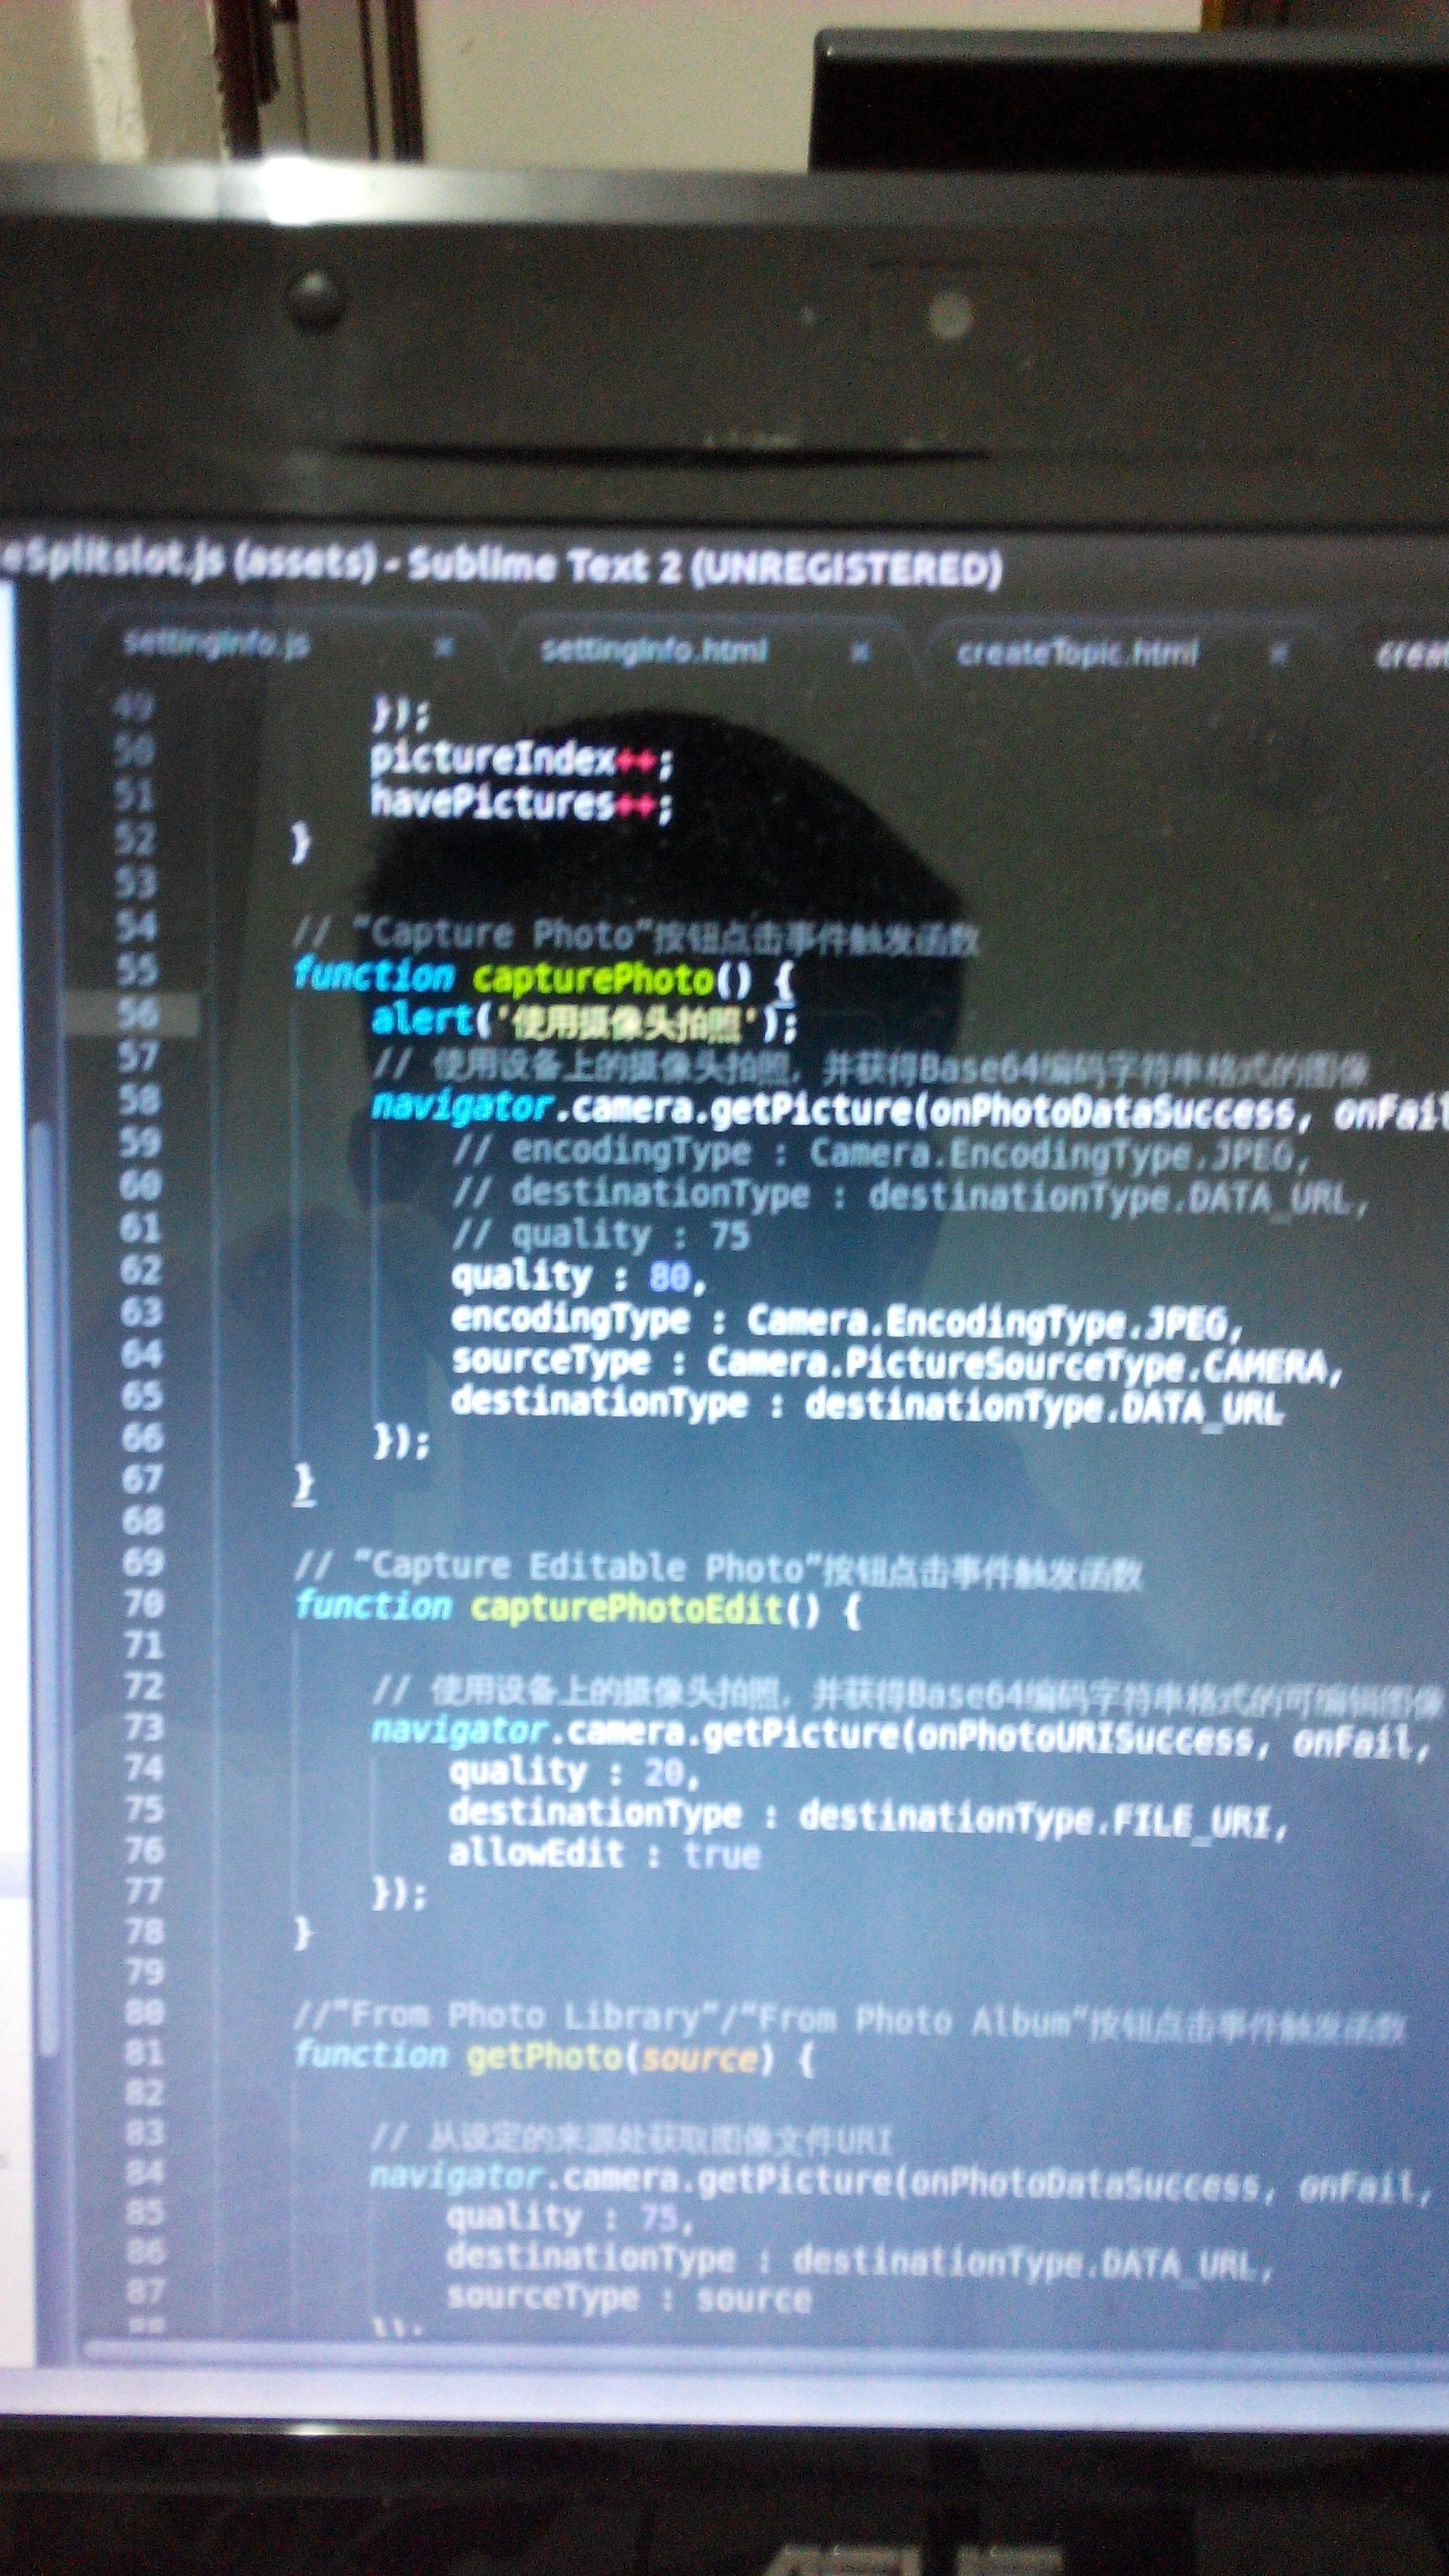 eSplitslot.js (assets) - Sublime Text 2 (UNREGISTERED)
settingInfo.js × settingInfo.html × createTopic.html × crea
49 });
50 pictureIndex++;
51 havePictures++;
52 }
53
54 // “Capture Photo”按钮点击事件触发函数
55 function capturePhoto() {
56 alert('使用摄像头拍照');
57 // 使用设备上的摄像头拍照，并获得Base64编码字符串格式的图像
58 navigator.camera.getPicture(onPhotoDataSuccess, onFail
59 // encodingType : Camera.EncodingType.JPEG,
60 // destinationType : destinationType.DATA_URL,
61 // quality : 75
62 quality : 80,
63 encodingType : Camera.EncodingType.JPEG,
64 sourceType : Camera.PictureSourceType.CAMERA,
65 destinationType : destinationType.DATA_URL
66 });
67 }
68
69 // “Capture Editable Photo”按钮点击事件触发函数
70 function capturePhotoEdit() {
71
72 // 使用设备上的摄像头拍照，并获得Base64编码字符串格式的可编辑图像
73 navigator.camera.getPicture(onPhotoURISuccess, onFail,
74 quality : 20,
75 destinationType : destinationType.FILE_URI,
76 allowEdit : true
77 });
78 }
79
80 //“From Photo Library”/“From Photo Album”按钮点击事件触发函数
81 function getPhoto(source) {
82
83 // 从设定的来源处获取图像文件URI
84 navigator.camera.getPicture(onPhotoDataSuccess, onFail,
85 quality : 75,
86 destinationType : destinationType.DATA_URL,
87 sourceType : source